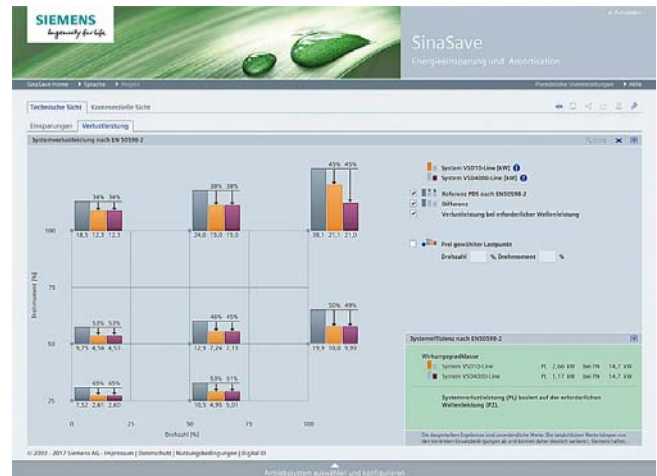 SIEMENS
Ingenuity for life
SinaSave
Energieeinsparung und Amortisation
SinaSave Home Sprache Projekt
Persönliche Voreinstellungen Hilfe
Technische Sicht Kommerzielle Sicht
Einsparungen Verlustleistung
Systemverlustleistung nach EN 50598-2
System VSD10-Line [kW]
System VSD4000-Line [kW]
Referenz PDS nach EN50598-2
Differenz
Verlustleistung bei erforderlicher Wellenleistung
Frei gewählter Lastpunkt
Drehzahl %, Drehmoment %
Drehmoment [%]
34% 34%
18,5 12,3 12,3
38% 38%
24,0 15,0 15,0
45% 45%
38,1 21,1 21,0
100
75
53% 53%
9,75 4,54 4,53
46% 45%
12,9 7,24 7,15
50% 49%
19,9 10,0 9,99
50
65% 65%
7,52 2,61 2,60
53% 51%
10,5 4,95 5,01
25
0 25 50 75 100
Drehzahl [%]
Systemeffizienz nach EN50598-2
Wirkungsgradklasse
System VSD10-Line PL 2,66 kW bei PN 14,7 kW
System VSD4000-Line PL 1,17 kW bei PN 14,7 kW
Systemverlustleistung (PL) basiert auf der erforderlichen
Wellenleistung (P2).
© 2003 - 2017 Siemens AG - Impressum | Datenschutz | Nutzungsbedingungen | Digital ID
Antriebssystem auswählen und konfigurieren